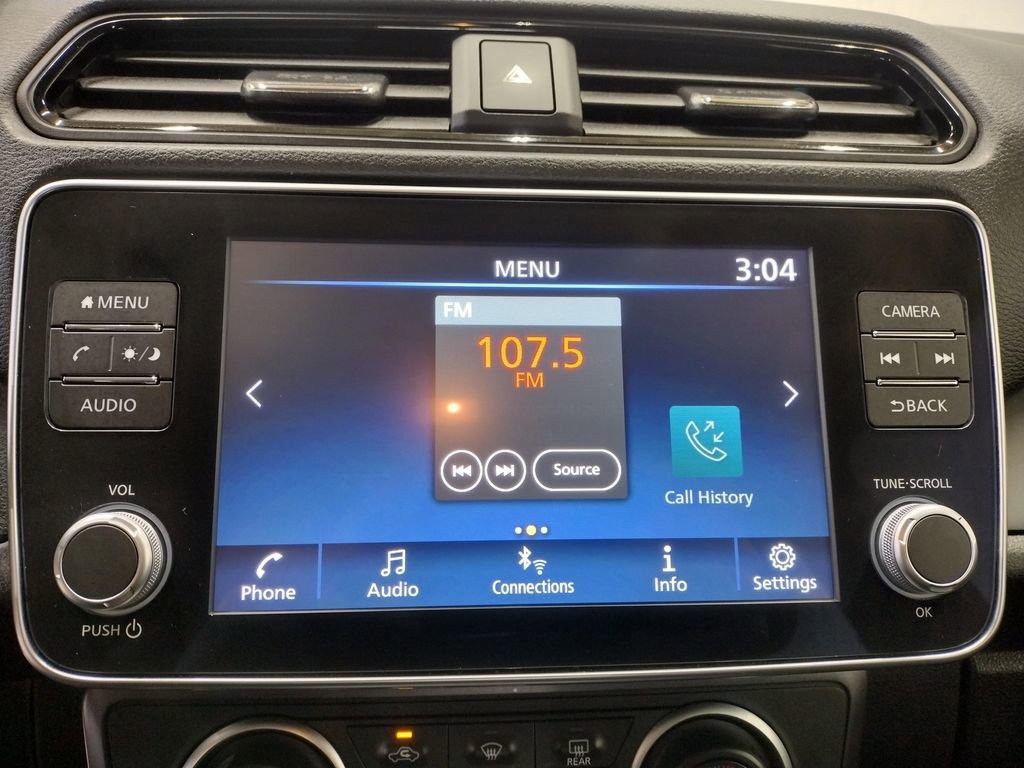 MENU
3:04
FM
107.5
FM
Source
Call History
Phone
Audio
Connections
Info
Settings
MENU
AUDIO
VOL
PUSH
CAMERA
BACK
TUNE·SCROLL
OK
REAR